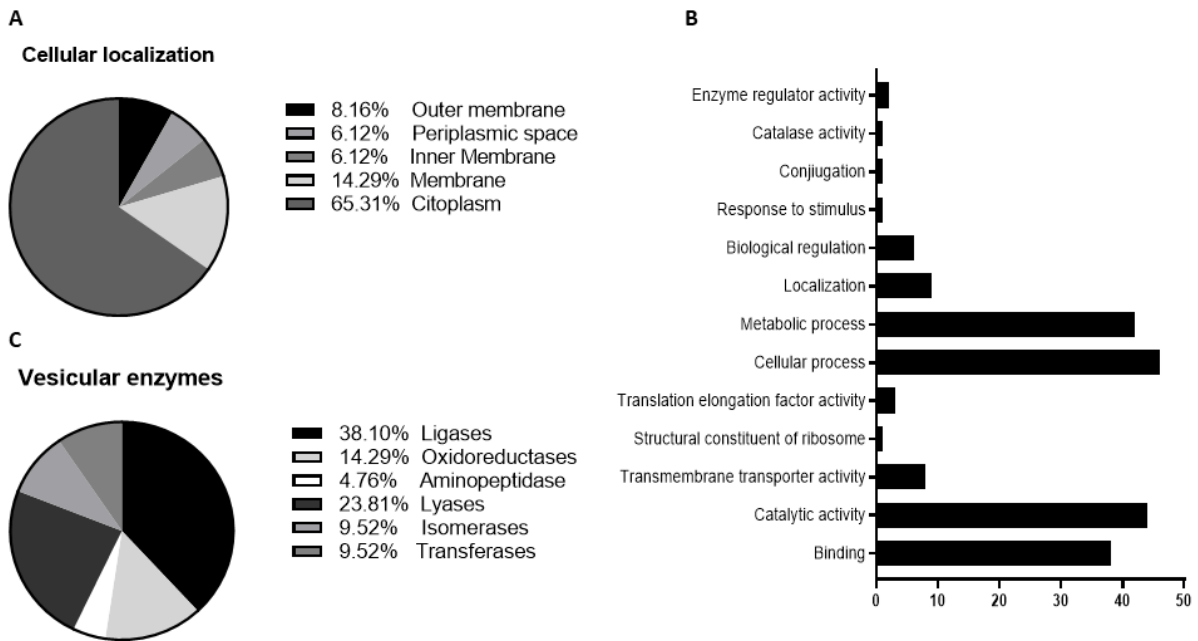 A
Cellular localization
8.16% Outer membrane
6.12% Periplasmic space
6.12% Inner Membrane
14.29% Membrane
65.31% Citoplasm
C
Vesicular enzymes
38.10% Ligases
14.29% Oxidoreductases
4.76% Aminopeptidase
23.81% Lyases
9.52% Isomerases
9.52% Transferases
B
Enzyme regulator activity
Catalase activity
Conjiugation
Response to stimulus
Biological regulation
Localization
Metabolic process
Cellular process
Translation elongation factor activity
Structural constituent of ribosome
Transmembrane transporter activity
Catalytic activity
Binding
0 10 20 30 40 50